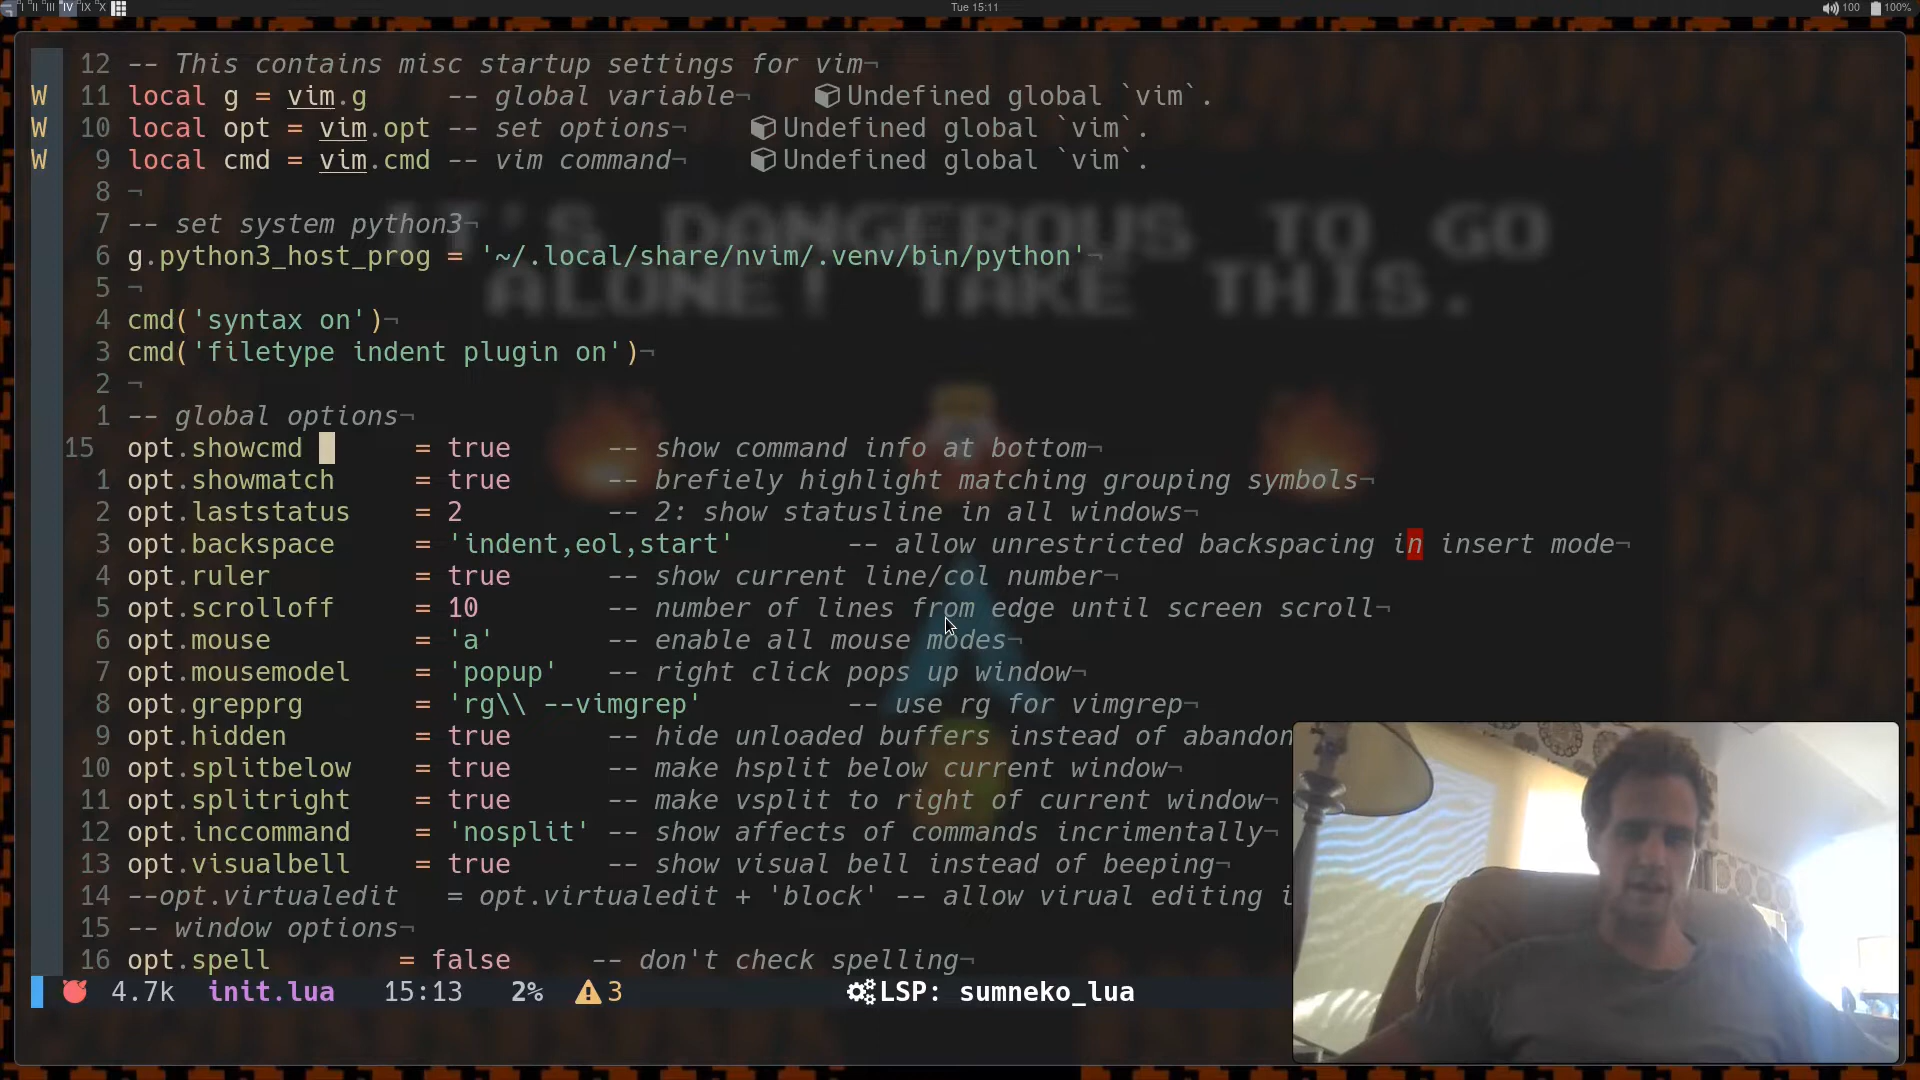 I II III IV IX X
Tue 15:11
100 100%
12 -- This contains misc startup settings for vim¬
W 11 local g = vim.g -- global variable¬ Undefined global `vim`.
W 10 local opt = vim.opt -- set options¬ Undefined global `vim`.
W 9 local cmd = vim.cmd -- vim command¬ Undefined global `vim`.
8 ¬
7 -- set system python3¬
IT'S DANGEROUS TO GO
6 g.python3_host_prog = '~/.local/share/nvim/.venv/bin/python'¬
5 ¬
ALONE! TAKE THIS.
4 cmd('syntax on')¬
3 cmd('filetype indent plugin on')¬
2 ¬
1 -- global options¬
15 opt.showcmd = true -- show command info at bottom¬
1 opt.showmatch = true -- brefiely highlight matching grouping symbols¬
2 opt.laststatus = 2 -- 2: show statusline in all windows¬
3 opt.backspace = 'indent,eol,start' -- allow unrestricted backspacing in insert mode¬
4 opt.ruler = true -- show current line/col number¬
5 opt.scrolloff = 10 -- number of lines from edge until screen scroll¬
6 opt.mouse = 'a' -- enable all mouse modes¬
7 opt.mousemodel = 'popup' -- right click pops up window¬
8 opt.grepprg = 'rg\\ --vimgrep' -- use rg for vimgrep¬
9 opt.hidden = true -- hide unloaded buffers instead of abandon
10 opt.splitbelow = true -- make hsplit below current window¬
11 opt.splitright = true -- make vsplit to right of current window¬
12 opt.inccommand = 'nosplit' -- show affects of commands incrimentally¬
13 opt.visualbell = true -- show visual bell instead of beeping¬
14 --opt.virtualedit = opt.virtualedit + 'block' -- allow virual editing i
15 -- window options¬
16 opt.spell = false -- don't check spelling¬
4.7k init.lua 15:13 2% 3 LSP: sumneko_lua